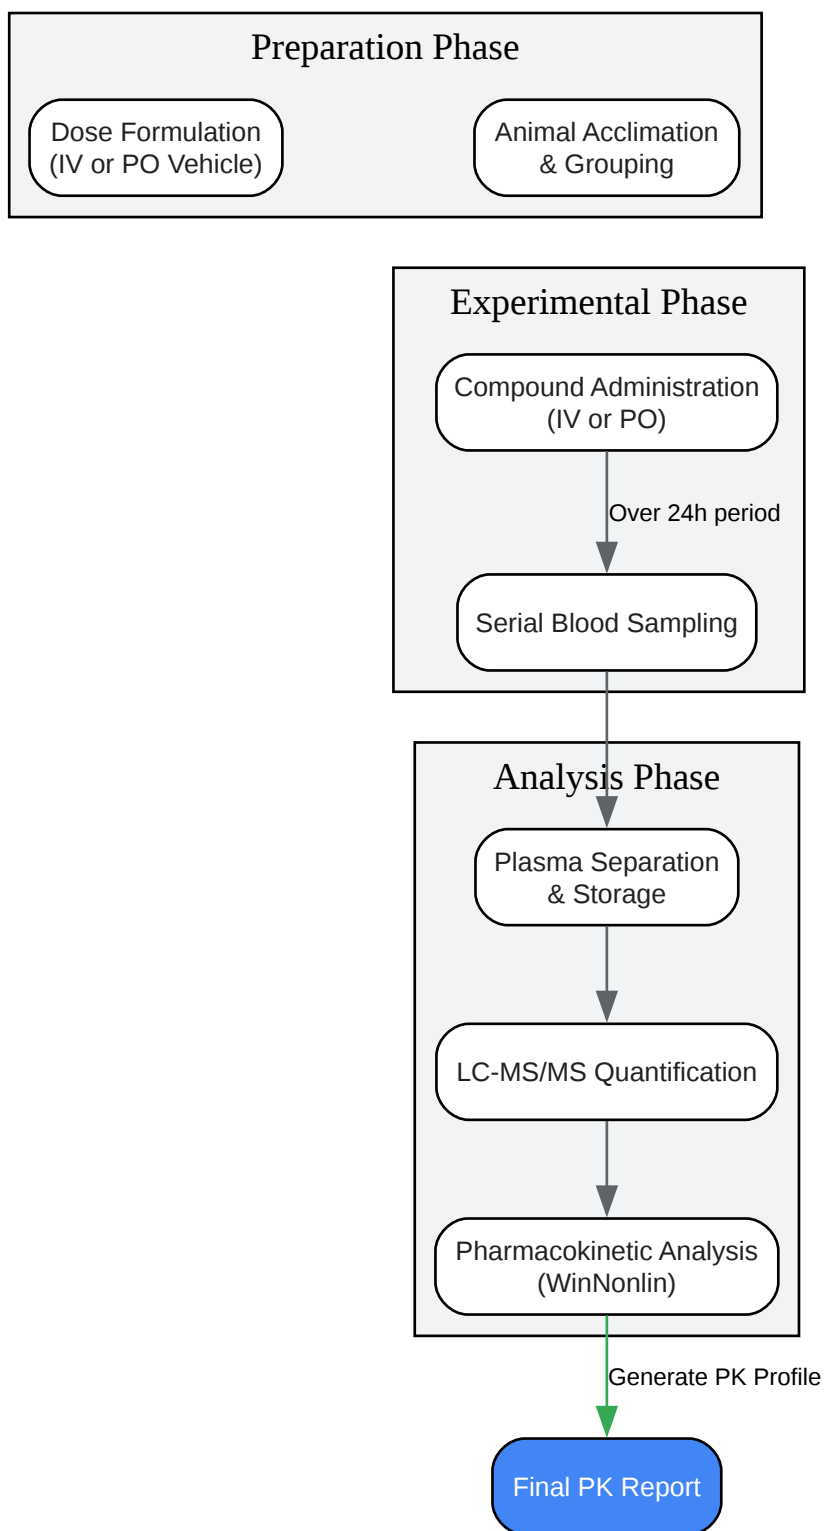 Preparation Phase
Dose Formulation
(IV or PO Vehicle)
Animal Acclimation
& Grouping
Experimental Phase
Compound Administration
(IV or PO)
Over 24h period
Serial Blood Sampling
Analysis Phase
Plasma Separation
& Storage
LC-MS/MS Quantification
Pharmacokinetic Analysis
(WinNonlin)
Generate PK Profile
Final PK Report